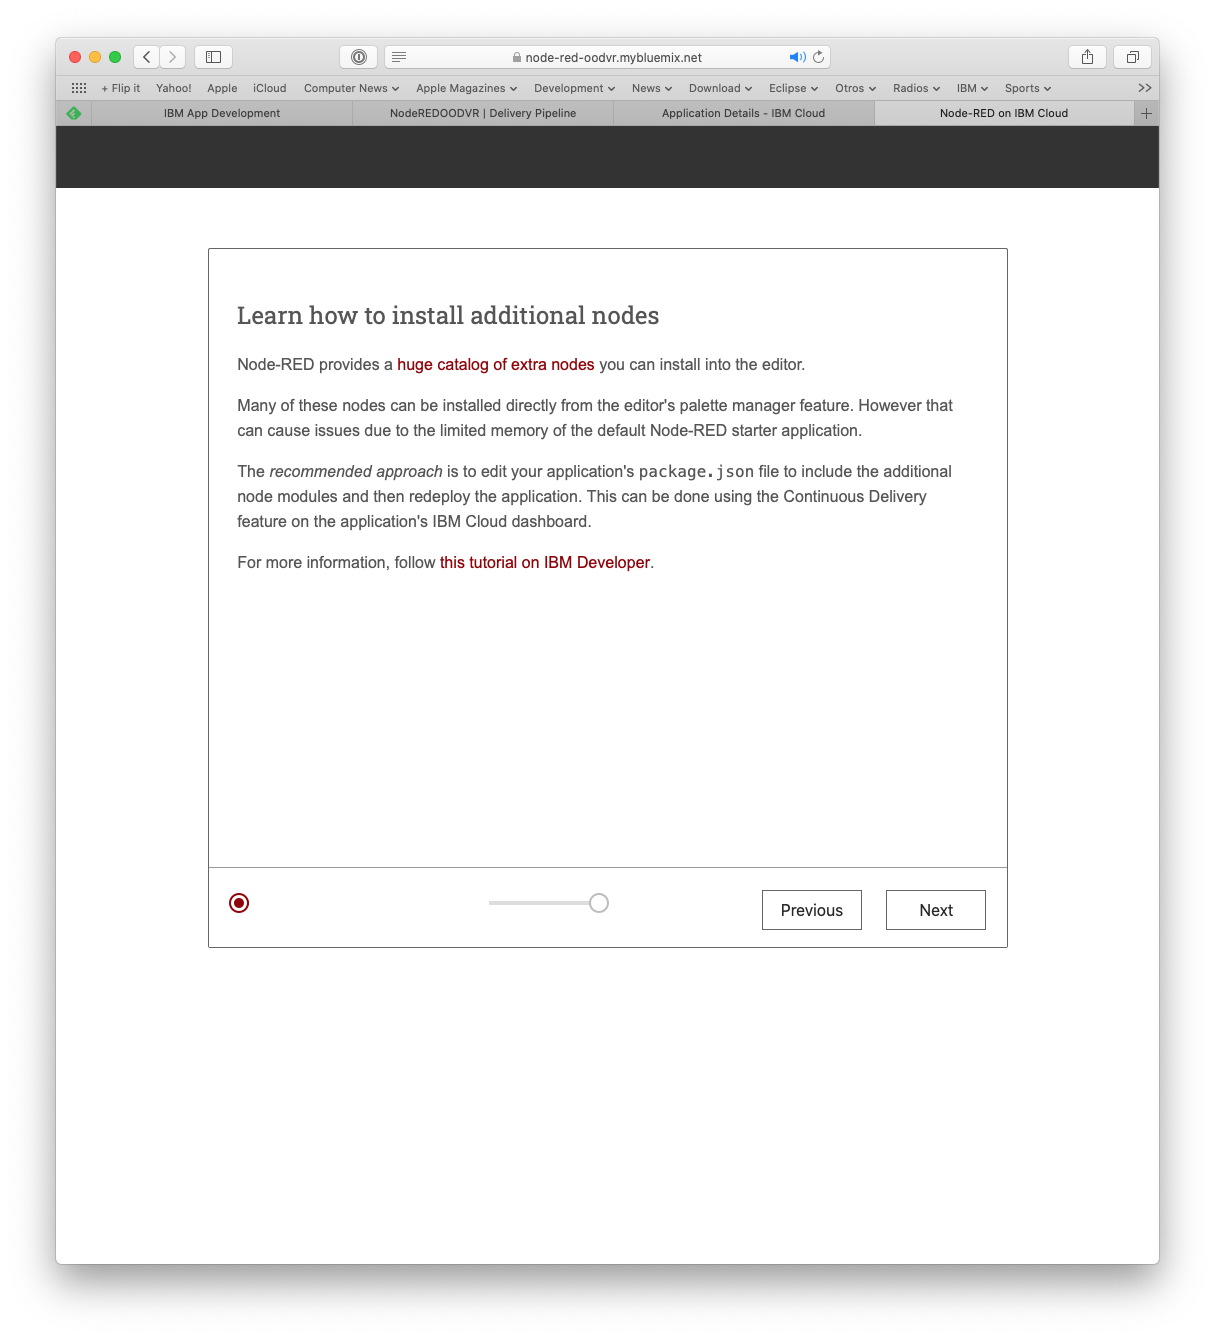 node-red-oodvr.mybluemix.net
+ Flip it Yahoo! Apple iCloud Computer News Apple Magazines Development News Download Eclipse Otros Radios IBM Sports >>
IBM App Development NodeREDOODVR | Delivery Pipeline Application Details - IBM Cloud Node-RED on IBM Cloud +
Learn how to install additional nodes
Node-RED provides a huge catalog of extra nodes you can install into the editor.
Many of these nodes can be installed directly from the editor's palette manager feature. However that
can cause issues due to the limited memory of the default Node-RED starter application.
The recommended approach is to edit your application's package.json file to include the additional
node modules and then redeploy the application. This can be done using the Continuous Delivery
feature on the application's IBM Cloud dashboard.
For more information, follow this tutorial on IBM Developer.
Previous Next